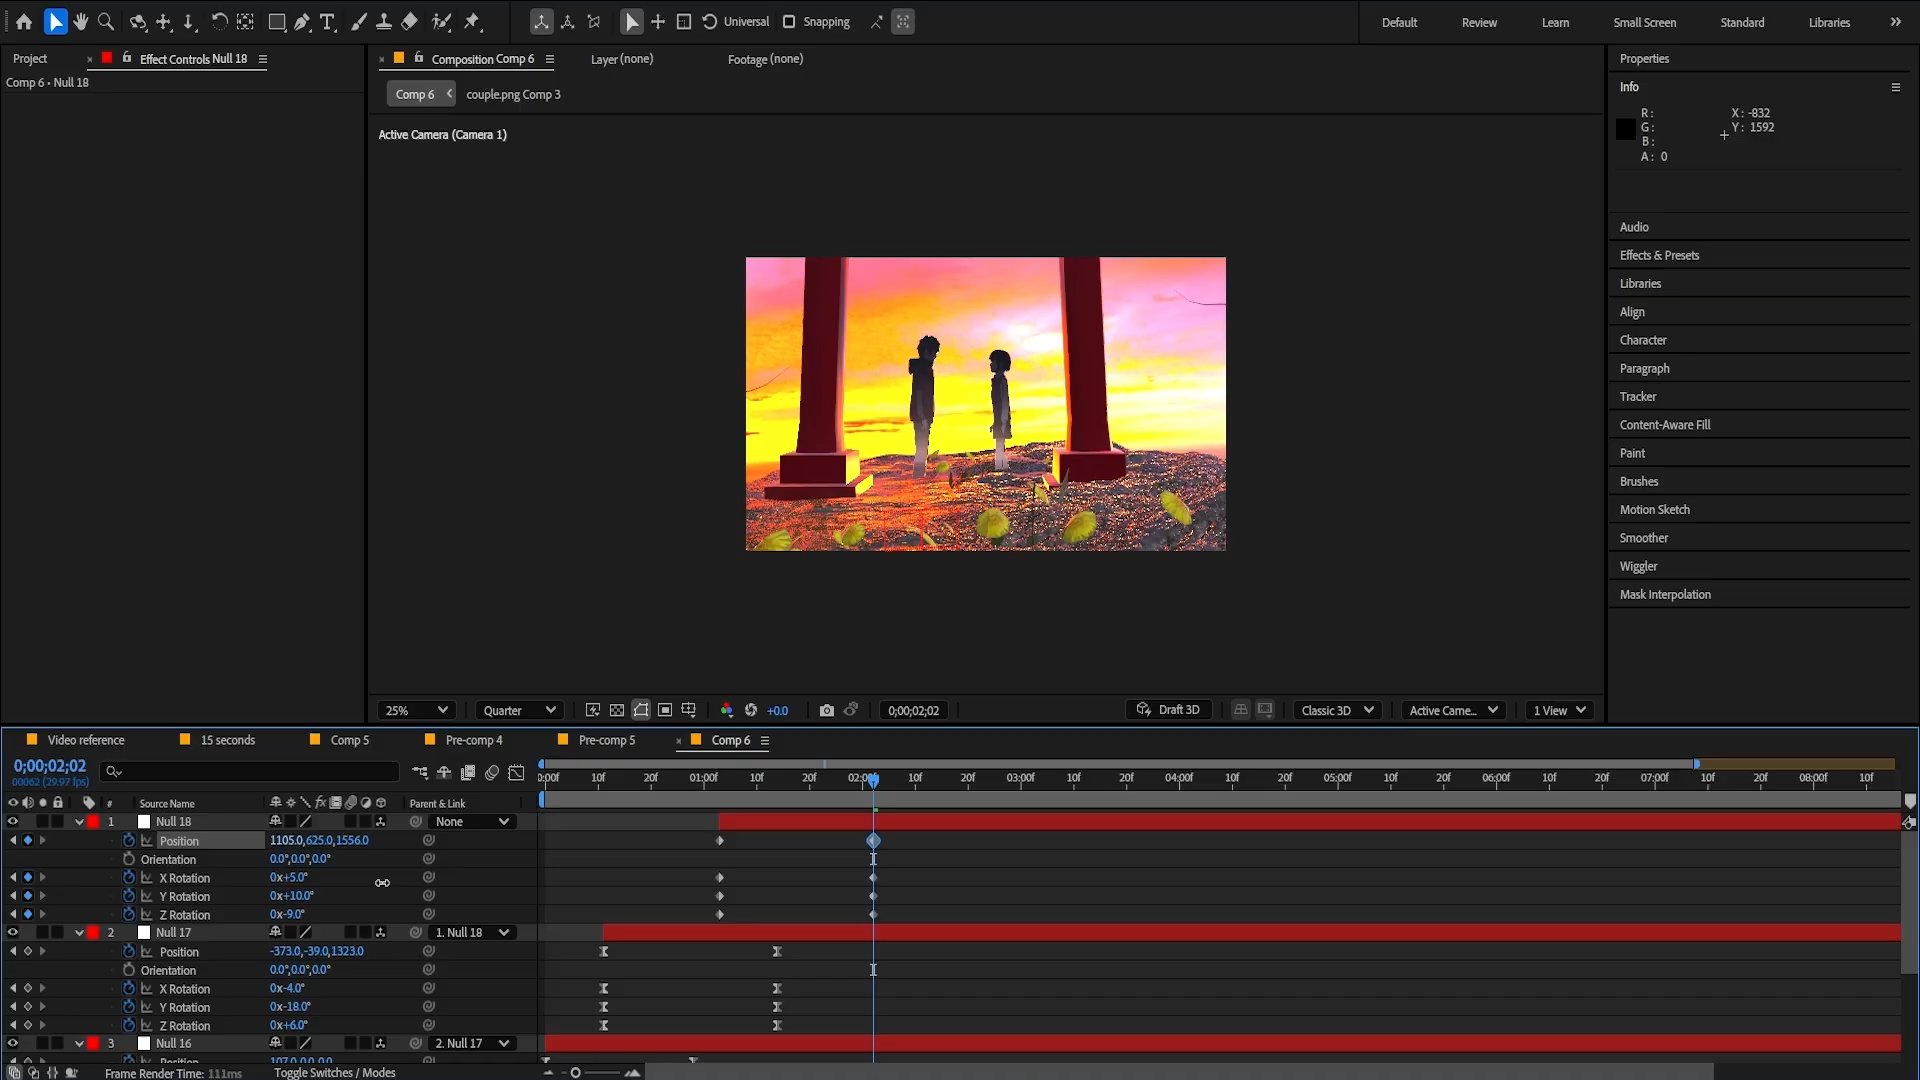 Universal Snapping Default Review Learn Small Screen Standard Libraries
Project Effect Controls Null 18 Composition Comp 6 Layer (none) Footage (none) Properties
Comp 6 • Null 18
Comp 6 couple.png Comp 3
Active Camera (Camera 1)
Info
R: X: -832
G: Y: 1592
B:
A: 0
Audio
Effects & Presets
Libraries
Align
Character
Paragraph
Tracker
Content-Aware Fill
Paint
Brushes
Motion Sketch
Smoother
Wiggler
Mask Interpolation
25% Quarter +0.0 0;00;02;02 Draft 3D Classic 3D Active Came... 1 View
Video reference 15 seconds Comp 5 Pre-comp 4 Pre-comp 5 Comp 6
0;00;02;02
00062 (29.97 fps)
0:00f 10f 20f 01:00f 10f 20f 02:0 10f 20f 03:00f 10f 20f 04:00f 10f 20f 05:00f 10f 20f 06:00f 10f 20f 07:00f 10f 20f 08:00f 10f
# Source Name fx Parent & Link
1 Null 18 None
Position 1105.0,625.0,1556.0
Orientation 0.0°,0.0°,0.0°
X Rotation 0x+5.0°
Y Rotation 0x+10.0°
Z Rotation 0x-9.0°
2 Null 17 1. Null 18
Position -373.0,-39.0,1323.0
Orientation 0.0°,0.0°,0.0°
X Rotation 0x-4.0°
Y Rotation 0x-18.0°
Z Rotation 0x+6.0°
3 Null 16 2. Null 17
Position 107.0,0.0,0.0
Frame Render Time: 111ms Toggle Switches / Modes